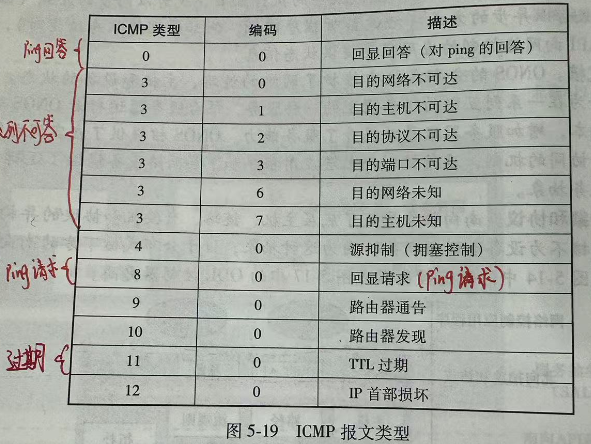 ICMP 类型 编码 描述
Ping回答 0 0 回显回答（对 ping 的回答）
3 0 目的网络不可达
3 1 目的主机不可达
3 2 目的协议不可达
3 3 目的端口不可达
3 6 目的网络未知
3 7 目的主机未知
4 0 源抑制（拥塞控制）
Ping请求 8 0 回显请求（Ping请求）
9 0 路由器通告
10 0 路由器发现
过期 11 0 TTL 过期
12 0 IP 首部损坏
图 5-19 ICMP 报文类型